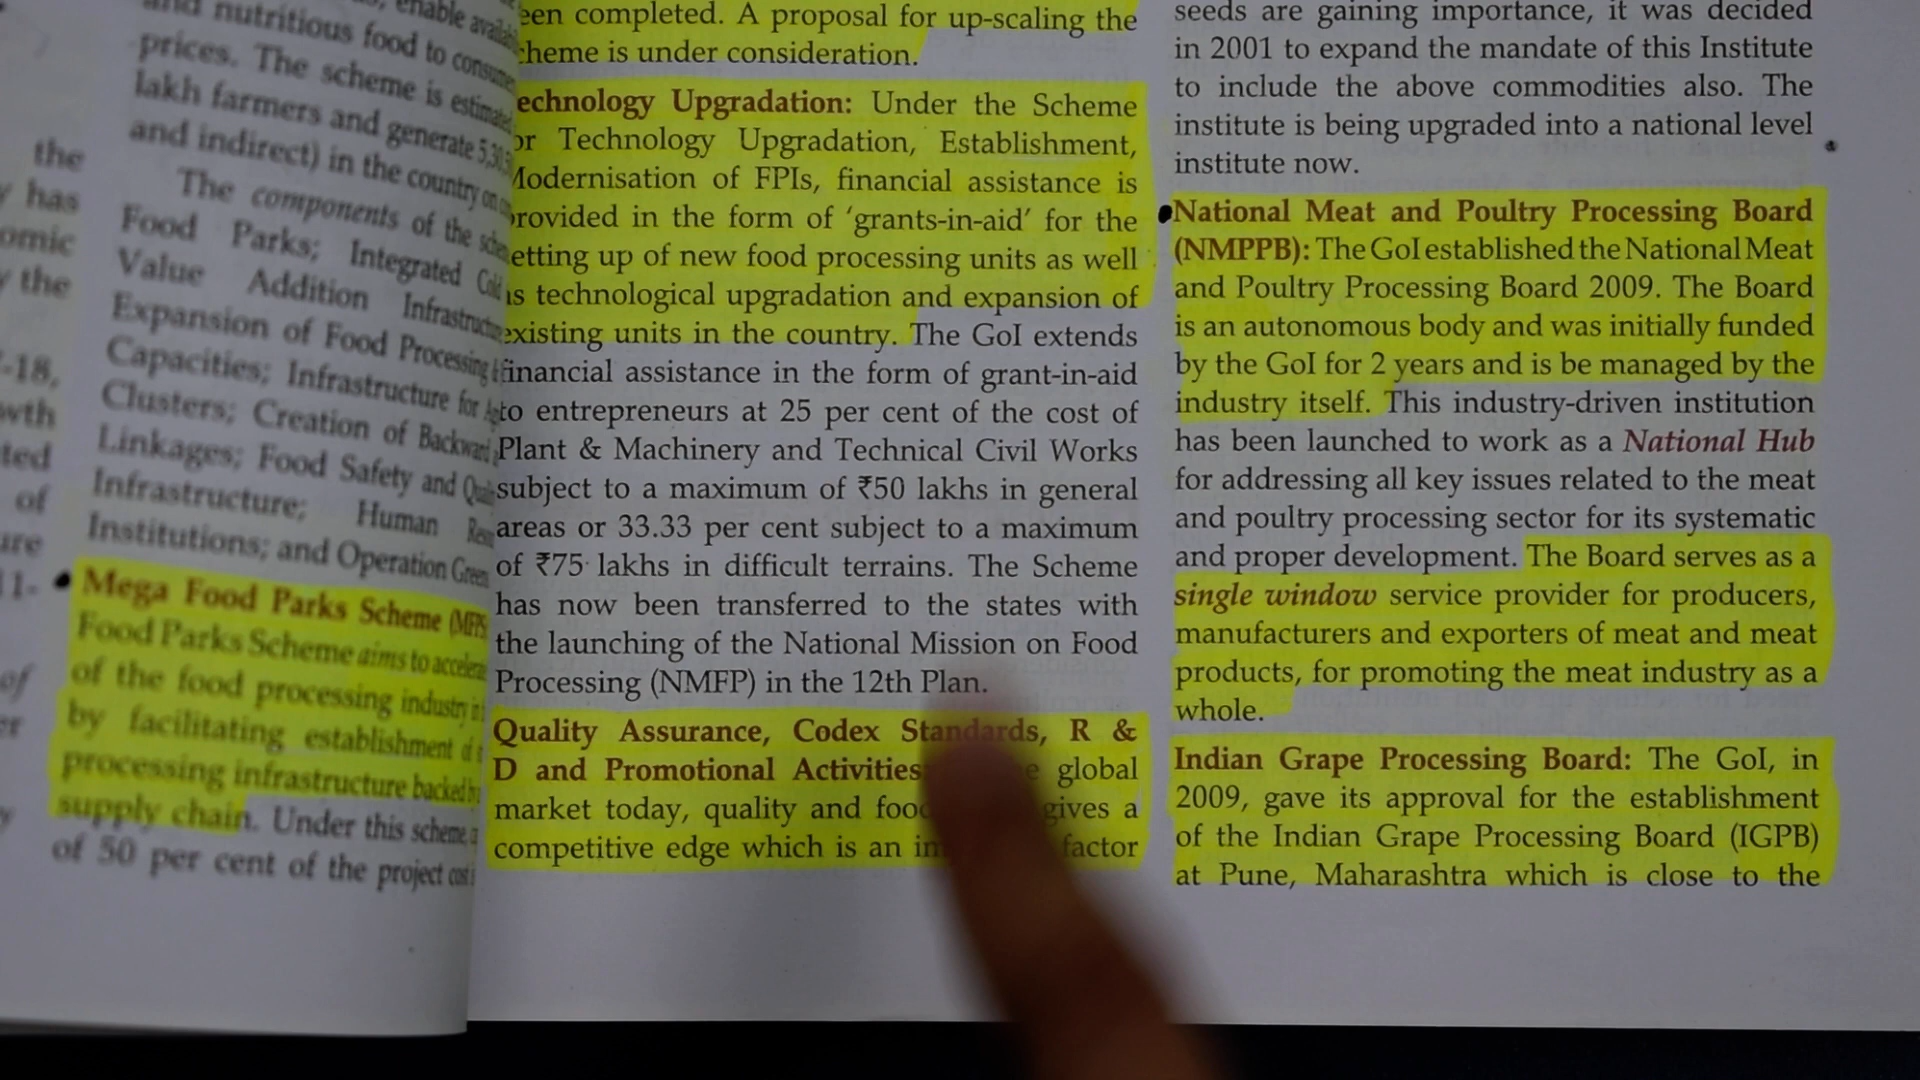 the
has
omic
the
-18,
wth
ted
of
ure
11-
of
er
and nutritious food to
prices. The scheme is
lakh farmers and generate
and indirect) in the country on
The components of the
Food Parks; Integrated
Value Addition
Expansion of Food Processing
Capacities; Infrastructure for
Clusters; Creation of Backward
Linkages; Food Safety and
Infrastructure; Human
Institutions; and Operation
• Mega Food Parks Scheme
Food Parks Scheme aims to
of the food processing industry
by facilitating establishment
processing infrastructure backed
supply chain. Under this scheme
of 50 per cent of the project
een completed. A proposal for up-scaling the
cheme is under consideration.
echnology Upgradation: Under the Scheme
or Technology Upgradation, Establishment,
Modernisation of FPIs, financial assistance is
provided in the form of ‘grants-in-aid’ for the
etting up of new food processing units as well
as technological upgradation and expansion of
existing units in the country. The GoI extends
financial assistance in the form of grant-in-aid
to entrepreneurs at 25 per cent of the cost of
Plant & Machinery and Technical Civil Works
subject to a maximum of ₹50 lakhs in general
areas or 33.33 per cent subject to a maximum
of ₹75 lakhs in difficult terrains. The Scheme
has now been transferred to the states with
the launching of the National Mission on Food
Processing (NMFP) in the 12th Plan.
Quality Assurance, Codex Standards, R &
D and Promotional Activities global
market today, quality and gives a
competitive edge which is an factor
seeds are gaining importance, it was decided
in 2001 to expand the mandate of this Institute
to include the above commodities also. The
institute is being upgraded into a national level
institute now.
National Meat and Poultry Processing Board
(NMPPB): The GoI established the National Meat
and Poultry Processing Board 2009. The Board
is an autonomous body and was initially funded
by the GoI for 2 years and is be managed by the
industry itself. This industry-driven institution
has been launched to work as a National Hub
for addressing all key issues related to the meat
and poultry processing sector for its systematic
and proper development. The Board serves as a
single window service provider for producers,
manufacturers and exporters of meat and meat
products, for promoting the meat industry as a
whole.
Indian Grape Processing Board: The GoI, in
2009, gave its approval for the establishment
of the Indian Grape Processing Board (IGPB)
at Pune, Maharashtra which is close to the